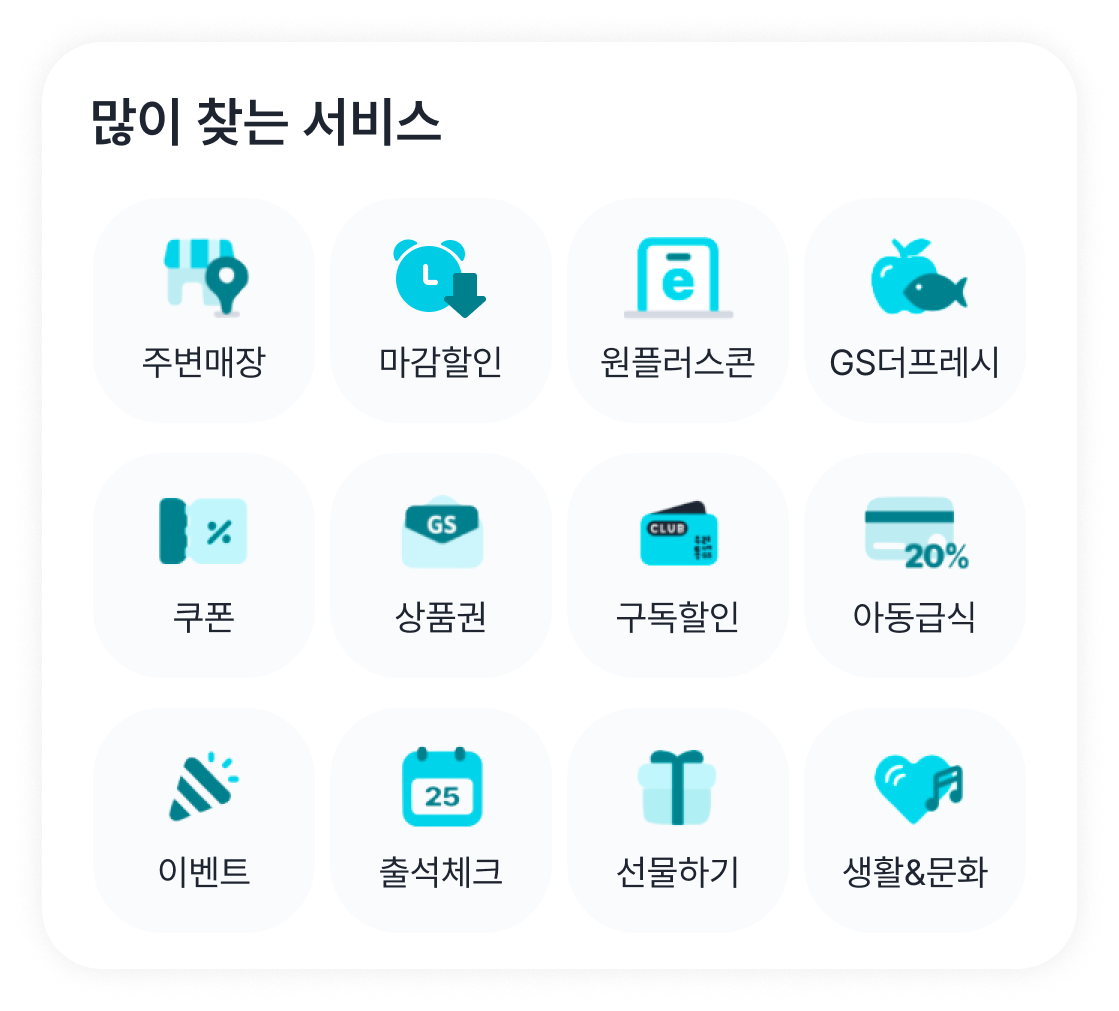 많이 찾는 서비스
주변매장
마감할인
e
원플러스콘
GS더프레시
%
쿠폰
GS
상품권
CLUB
구독할인
20%
아동급식
이벤트
25
출석체크
선물하기
생활&문화